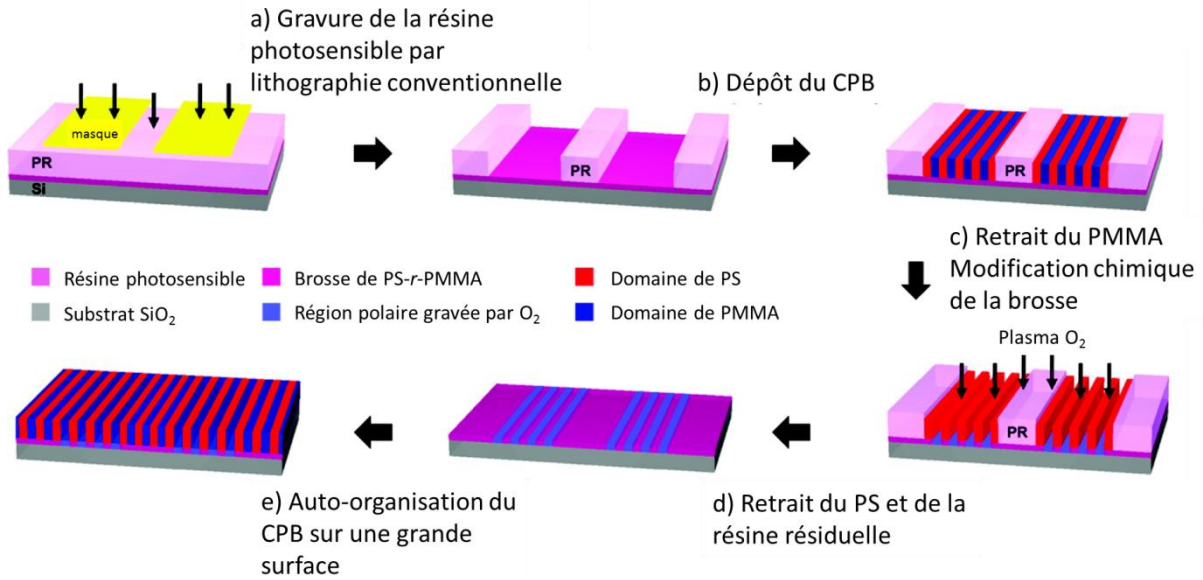 a) Gravure de la résine
photosensible par
lithographie conventionnelle
b) Dépôt du CPB
masque
PR
Si
PR
PR
c) Retrait du PMMA
Modification chimique
de la brosse
Résine photosensible
Brosse de PS-r-PMMA
Domaine de PS
Substrat SiO2
Région polaire gravée par O2
Domaine de PMMA
Plasma O2
PR
e) Auto-organisation du
CPB sur une grande
surface
d) Retrait du PS et de la
résine résiduelle